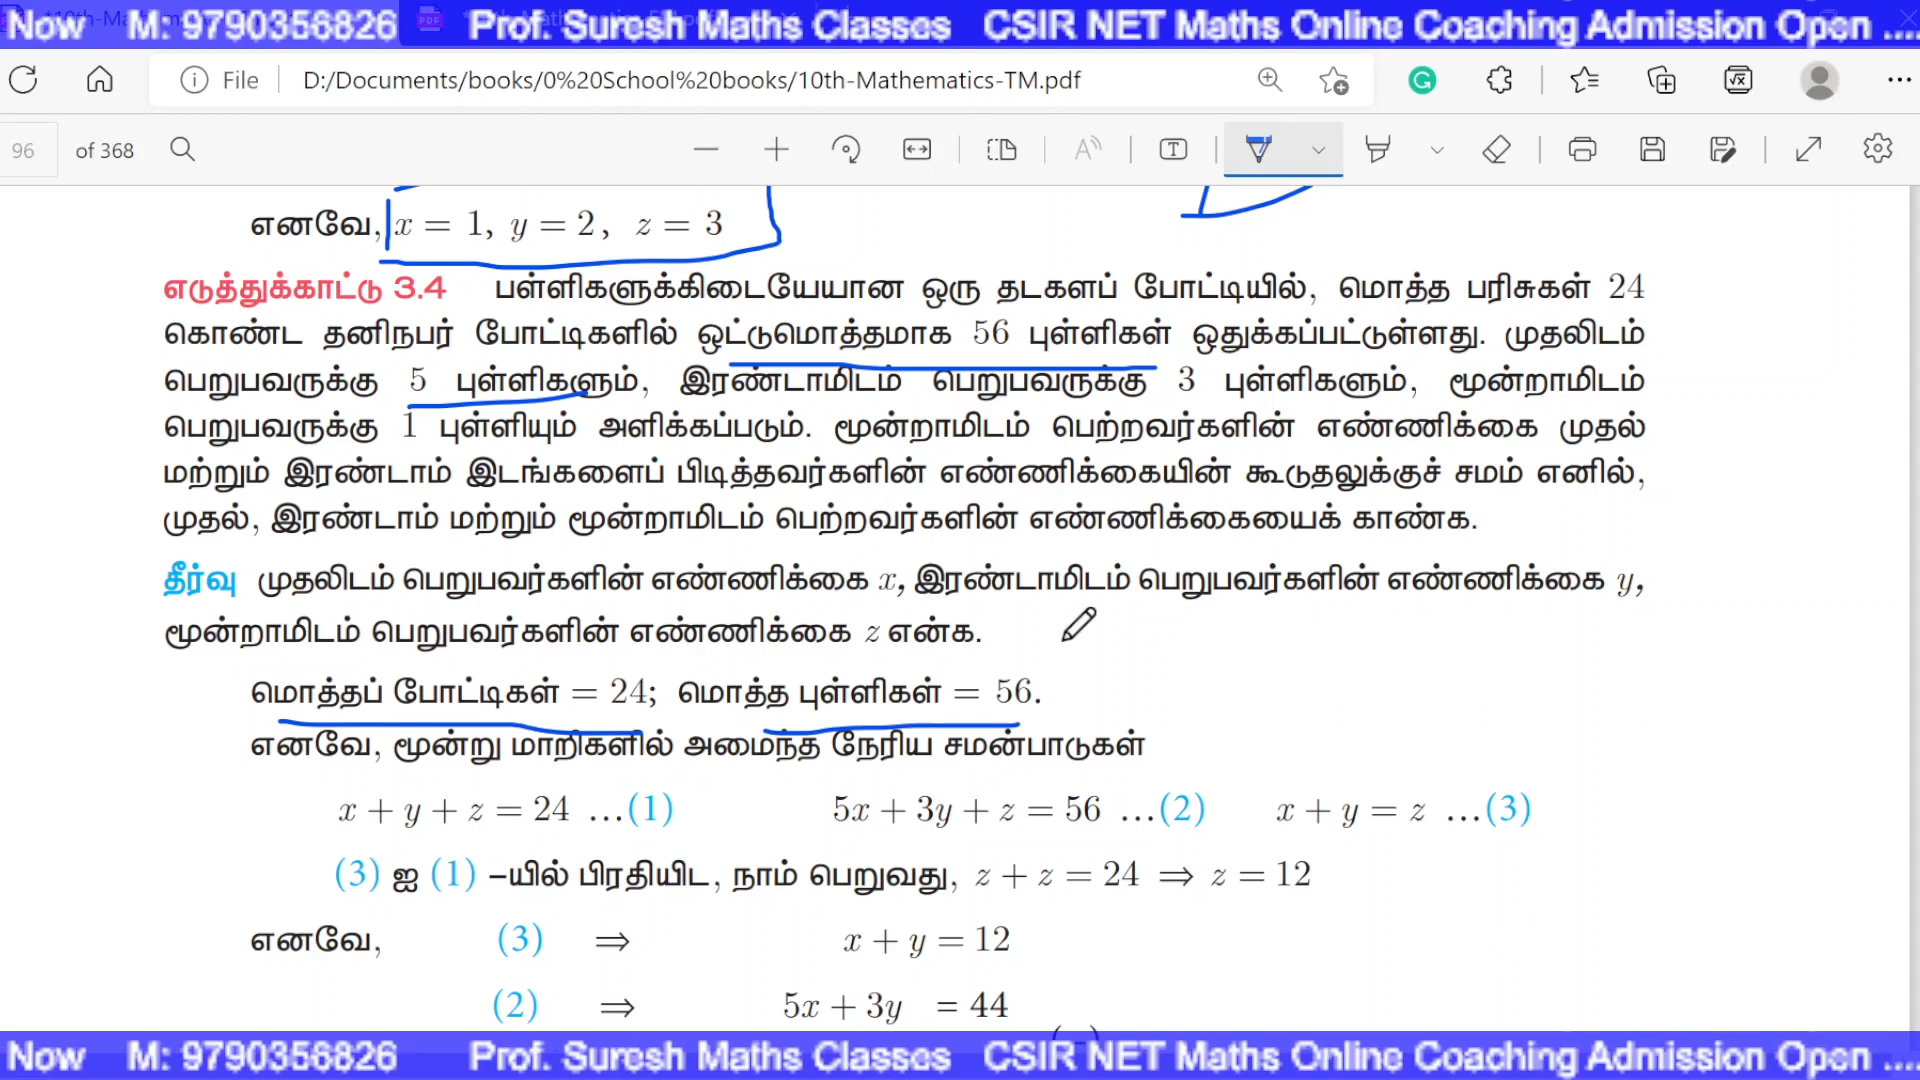 Now M: 9790356826 Prof. Suresh Maths Classes CSIR NET Maths Online Coaching Admission Open ....
File D:/Documents/books/0%20School%20books/10th-Mathematics-TM.pdf
96 of 368
எனவே, x = 1, y = 2, z = 3
எடுத்துக்காட்டு 3.4 பள்ளிகளுக்கிடையேயான ஒரு தடகளப் போட்டியில், மொத்த பரிசுகள் 24
கொண்ட தனிநபர் போட்டிகளில் ஒட்டுமொத்தமாக 56 புள்ளிகள் ஒதுக்கப்பட்டுள்ளது. முதலிடம்
பெறுபவருக்கு 5 புள்ளிகளும், இரண்டாமிடம் பெறுபவருக்கு 3 புள்ளிகளும், மூன்றாமிடம்
பெறுபவருக்கு 1 புள்ளியும் அளிக்கப்படும். மூன்றாமிடம் பெற்றவர்களின் எண்ணிக்கை முதல்
மற்றும் இரண்டாம் இடங்களைப் பிடித்தவர்களின் எண்ணிக்கையின் கூடுதலுக்குச் சமம் எனில்,
முதல், இரண்டாம் மற்றும் மூன்றாமிடம் பெற்றவர்களின் எண்ணிக்கையைக் காண்க.
தீர்வு முதலிடம் பெறுபவர்களின் எண்ணிக்கை x, இரண்டாமிடம் பெறுபவர்களின் எண்ணிக்கை y,
மூன்றாமிடம் பெறுபவர்களின் எண்ணிக்கை z என்க.
மொத்தப் போட்டிகள் = 24; மொத்த புள்ளிகள் = 56.
எனவே, மூன்று மாறிகளில் அமைந்த நேரிய சமன்பாடுகள்
x + y + z = 24 ...(1) 5x + 3y + z = 56 ...(2) x + y = z ...(3)
(3) ஐ (1) –யில் பிரதியிட, நாம் பெறுவது, z + z = 24 ⇒ z = 12
எனவே, (3) ⇒ x + y = 12
(2) ⇒ 5x + 3y = 44
Now M: 9790356826 Prof. Suresh Maths Classes CSIR NET Maths Online Coaching Admission Open ....